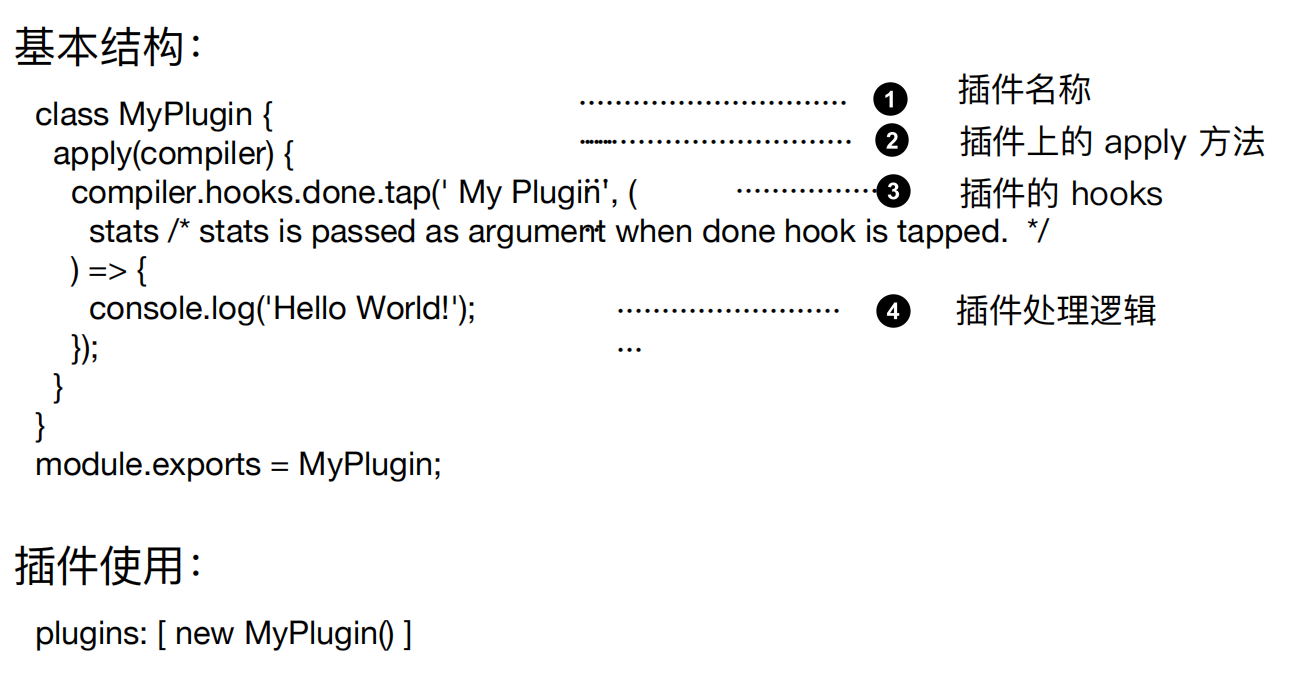 基本结构：
class MyPlugin { ······························ 1 插件名称
apply(compiler) { ······························ 2 插件上的 apply 方法
compiler.hooks.done.tap(' My Plugin', ( ················ 3 插件的 hooks
stats /* stats is passed as argument when done hook is tapped.  */
) => {
console.log('Hello World!'); ························· 4 插件处理逻辑
}); ···
}
}
module.exports = MyPlugin;
插件使用：
plugins: [ new MyPlugin() ]